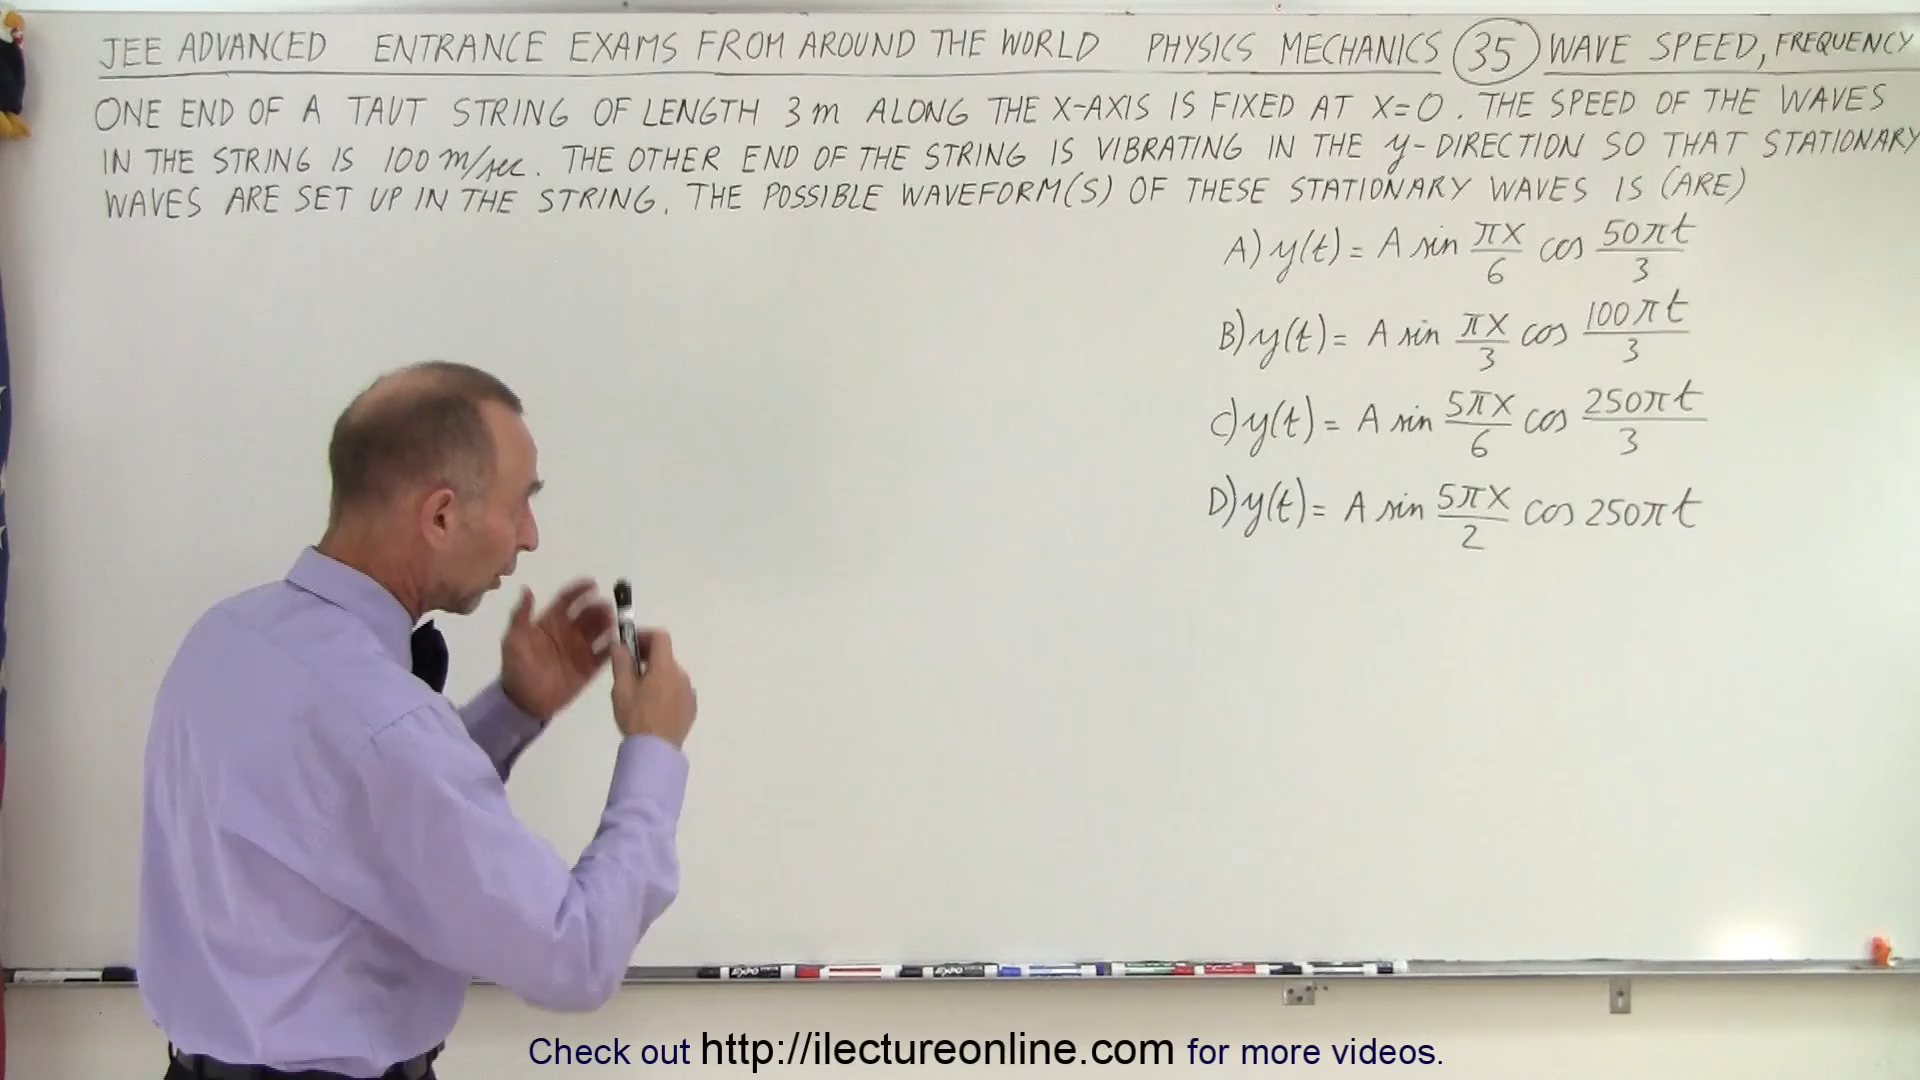 JEE ADVANCED ENTRANCE EXAMS FROM AROUND THE WORLD PHYSICS MECHANICS 35 WAVE SPEED, FREQUENCY
ONE END OF A TAUT STRING OF LENGTH 3 m ALONG THE X-AXIS IS FIXED AT X=0. THE SPEED OF THE WAVES
IN THE STRING IS 100 m/sec. THE OTHER END OF THE STRING IS VIBRATING IN THE y-DIRECTION SO THAT STATIONARY
WAVES ARE SET UP IN THE STRING. THE POSSIBLE WAVEFORM(S) OF THESE STATIONARY WAVES IS (ARE)
A) y(t) = A sin πx/6 cos 50πt/3
B) y(t) = A sin πx/3 cos 100πt/3
C) y(t) = A sin 5πx/6 cos 250πt/3
D) y(t) = A sin 5πx/2 cos 250πt
EXPO EXPO
Check out http://ilectureonline.com for more videos.